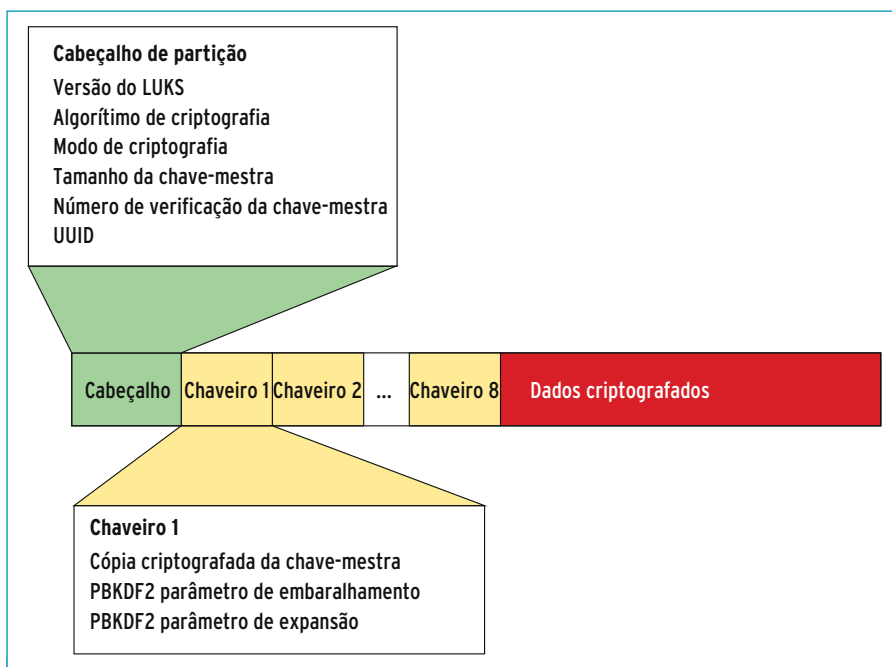 Cabeçalho de partição
Versão do LUKS
Algorítimo de criptografia
Modo de criptografia
Tamanho da chave-mestra
Número de verificação da chave-mestra
UUID
Cabeçalho Chaveiro 1 Chaveiro 2 ... Chaveiro 8 Dados criptografados
Chaveiro 1
Cópia criptografada da chave-mestra
PBKDF2 parâmetro de embaralhamento
PBKDF2 parâmetro de expansão